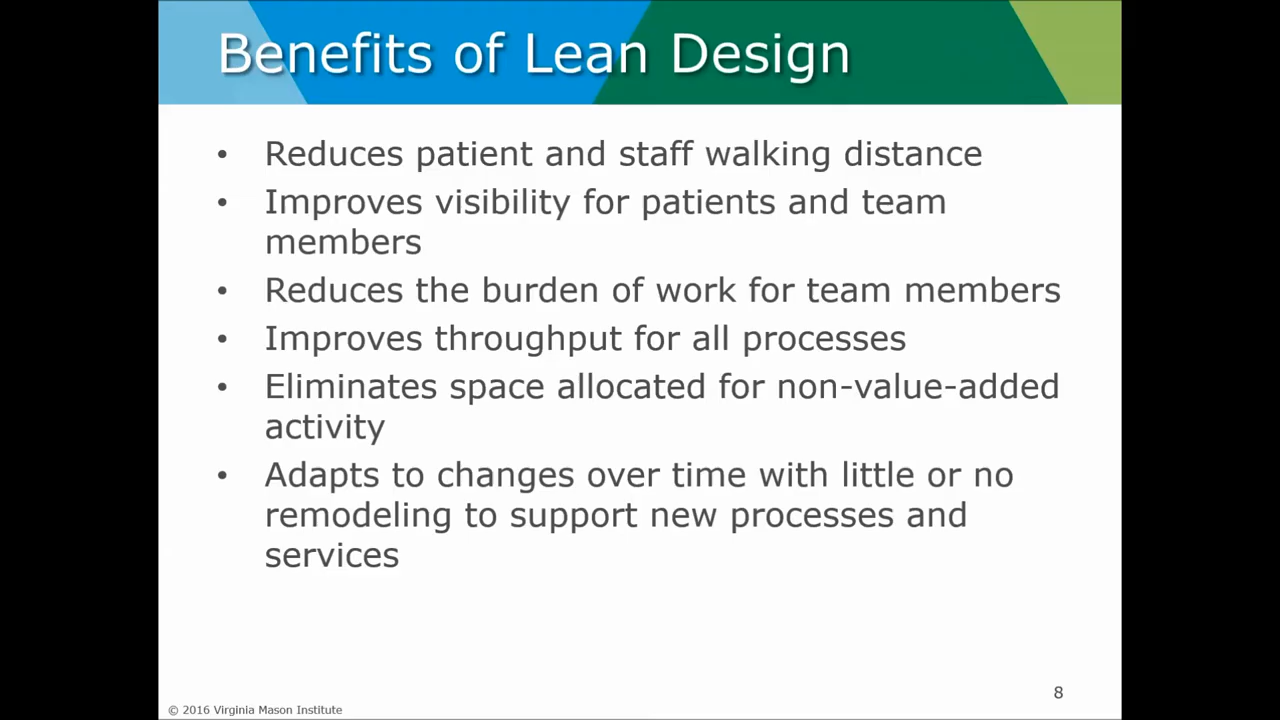 Benefits of Lean Design
• Reduces patient and staff walking distance
• Improves visibility for patients and team
members
• Reduces the burden of work for team members
• Improves throughput for all processes
• Eliminates space allocated for non-value-added
activity
• Adapts to changes over time with little or no
remodeling to support new processes and
services
8
© 2016 Virginia Mason Institute